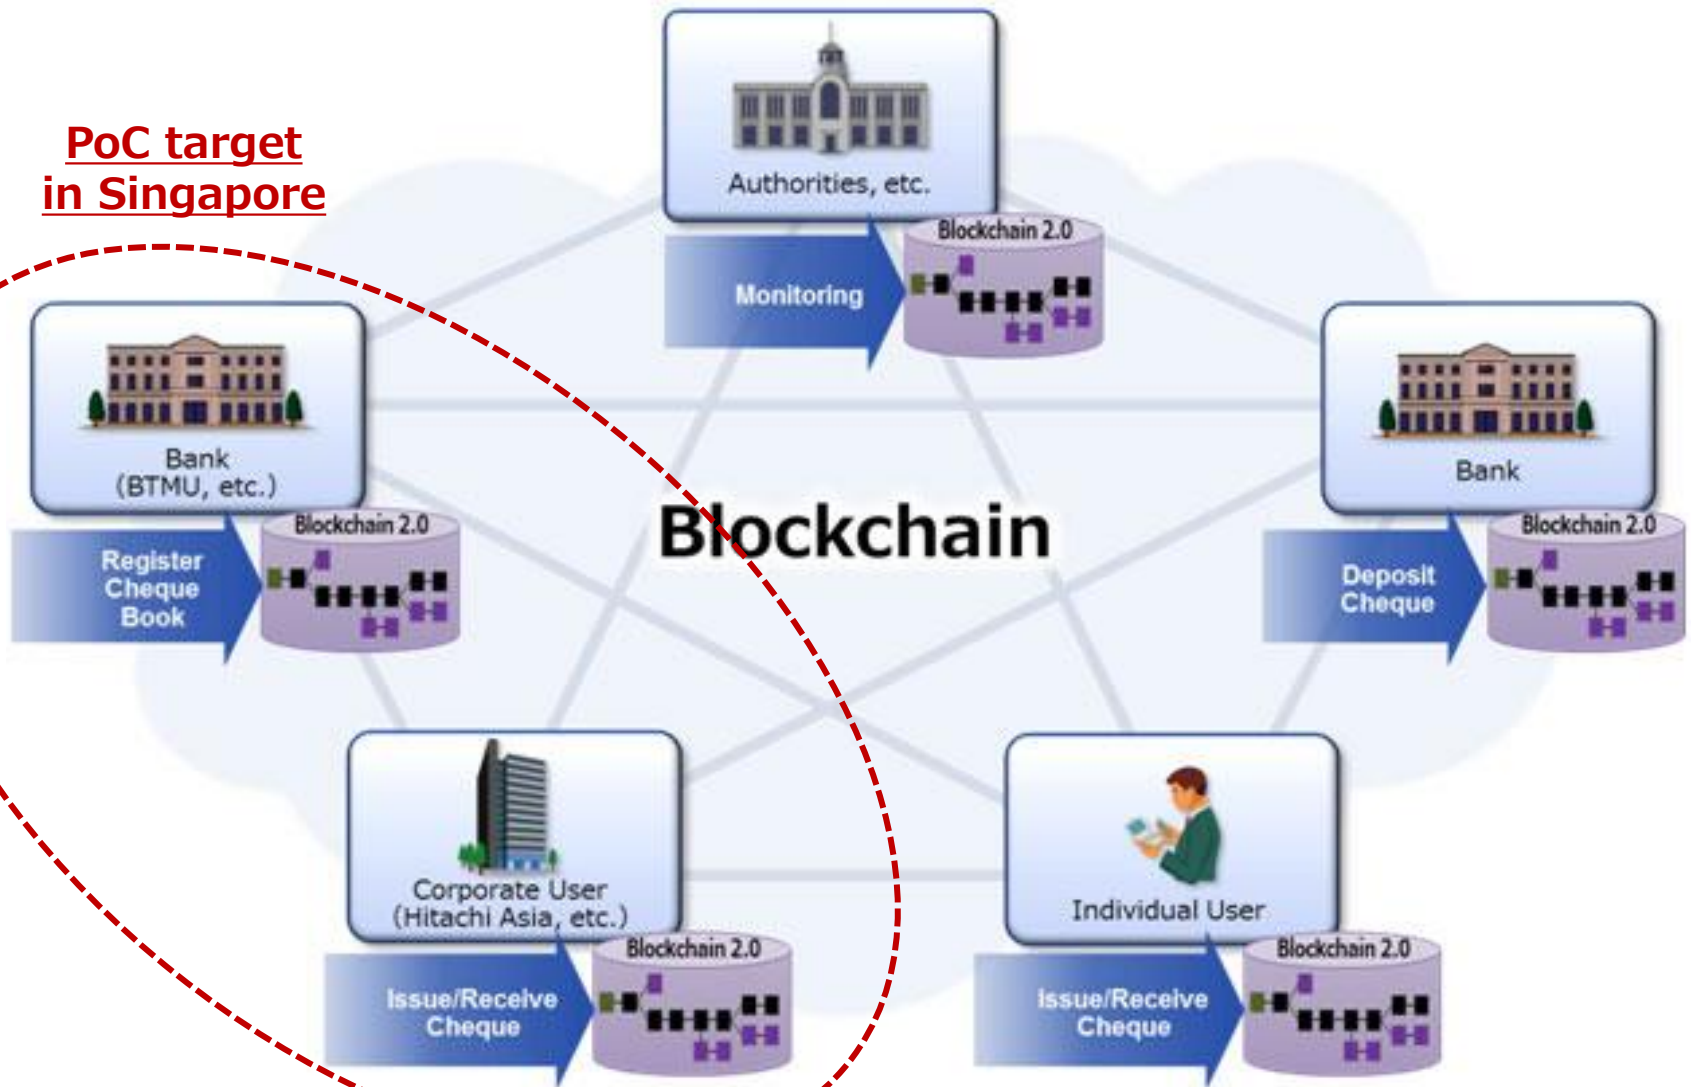 PoC target
in Singapore
Authorities, etc.
Blockchain 2.0
Monitoring
Bank
(BTMU, etc.)
Blockchain 2.0
Register
Cheque
Book
Blockchain
Bank
Blockchain 2.0
Deposit
Cheque
Corporate User
(Hitachi Asia, etc.)
Blockchain 2.0
Issue/Receive
Cheque
Individual User
Blockchain 2.0
Issue/Receive
Cheque